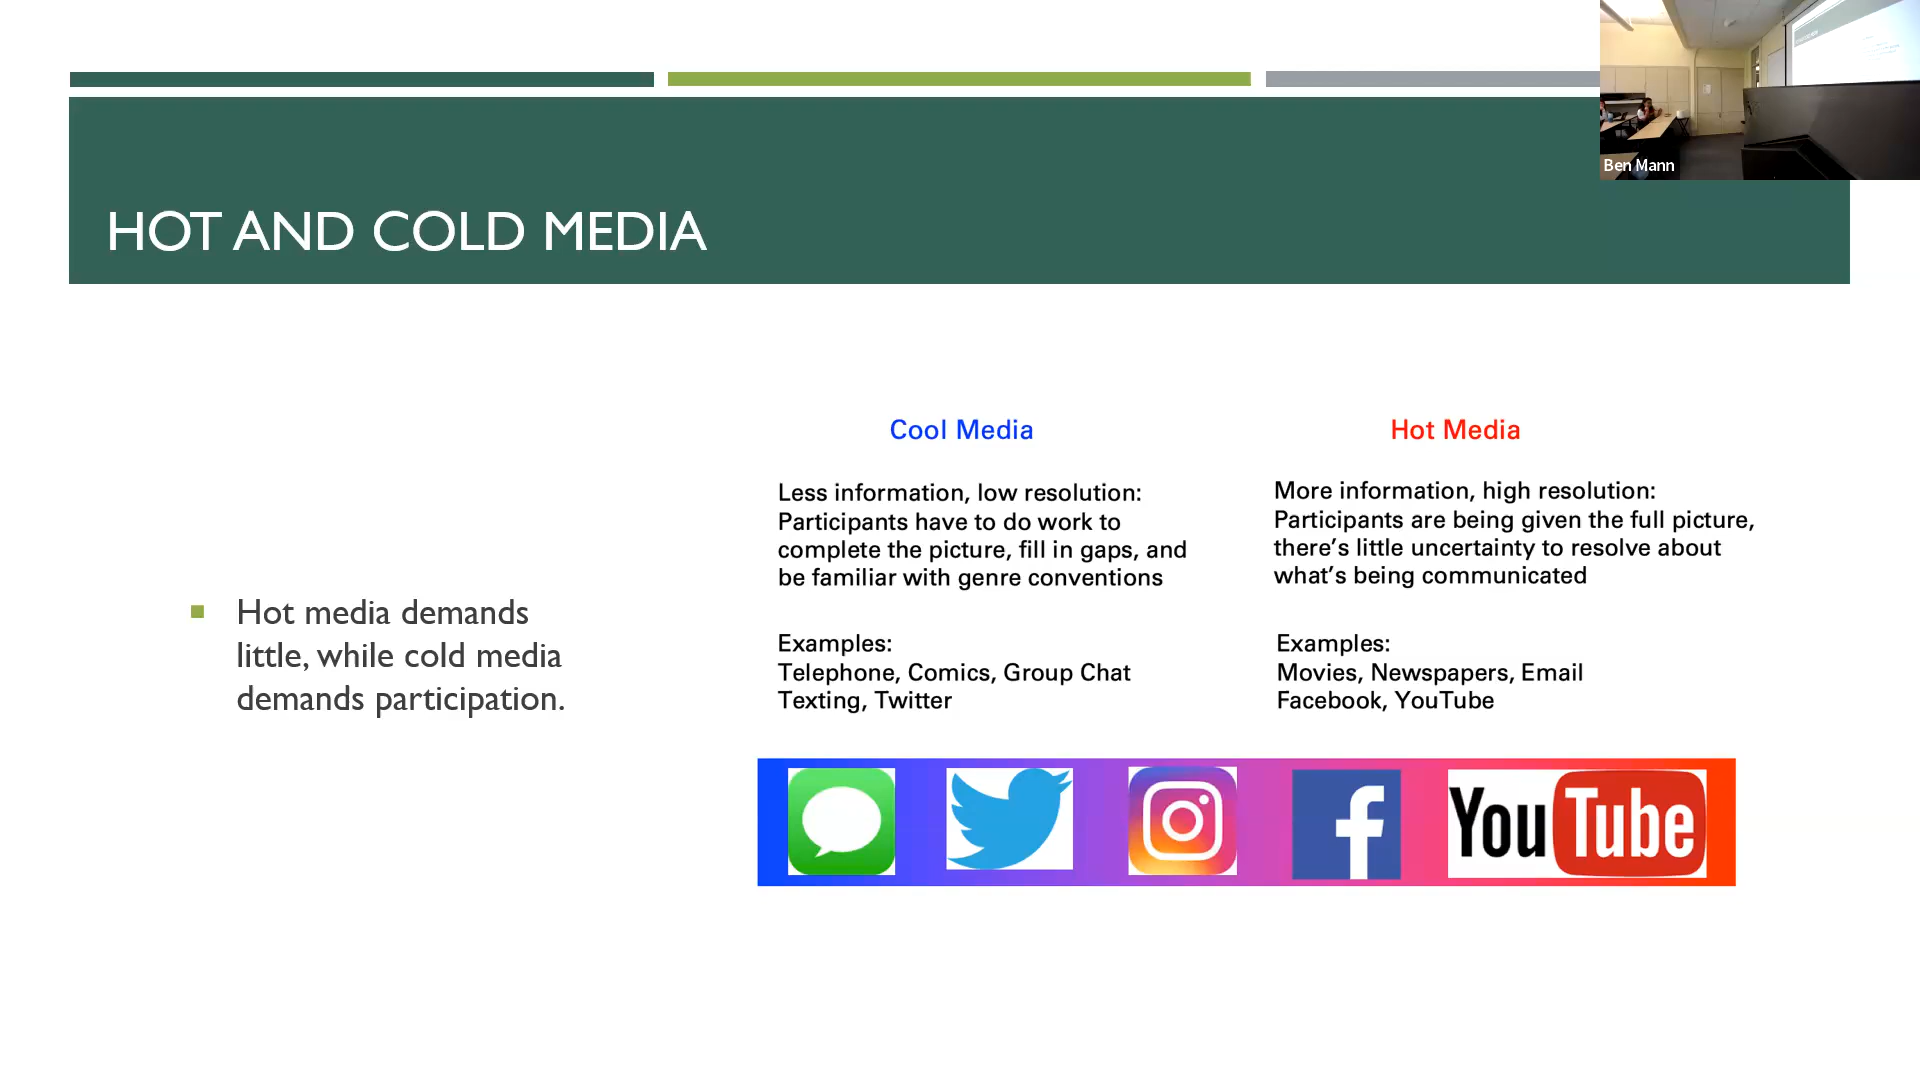 Ben Mann
HOT AND COLD MEDIA
Hot media demands
little, while cold media
demands participation.
Cool Media
Less information, low resolution:
Participants have to do work to
complete the picture, fill in gaps, and
be familiar with genre conventions
Examples:
Telephone, Comics, Group Chat
Texting, Twitter
Hot Media
More information, high resolution:
Participants are being given the full picture,
there's little uncertainty to resolve about
what's being communicated
Examples:
Movies, Newspapers, Email
Facebook, YouTube
f
YouTube